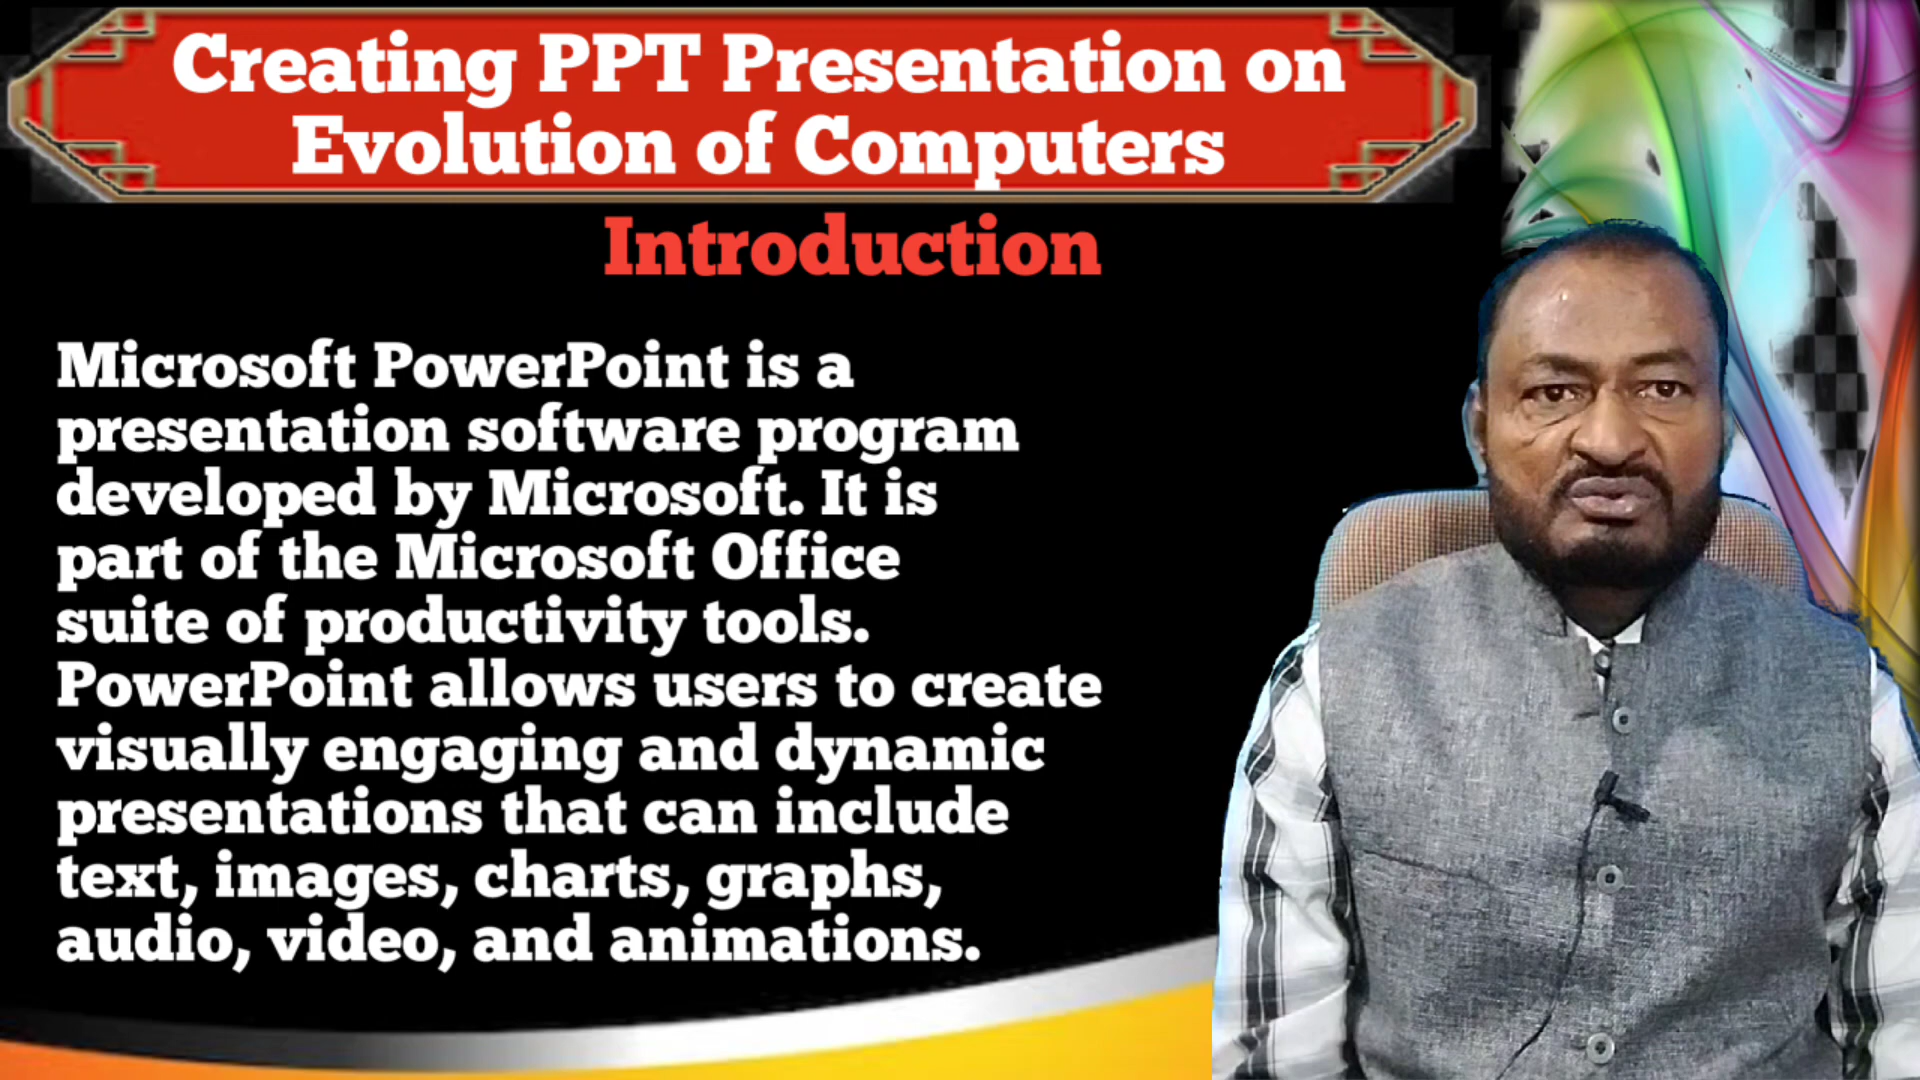 Creating PPT Presentation on
Evolution of Computers
Introduction
Microsoft PowerPoint is a
presentation software program
developed by Microsoft. It is
part of the Microsoft Office
suite of productivity tools.
PowerPoint allows users to create
visually engaging and dynamic
presentations that can include
text, images, charts, graphs,
audio, video, and animations.